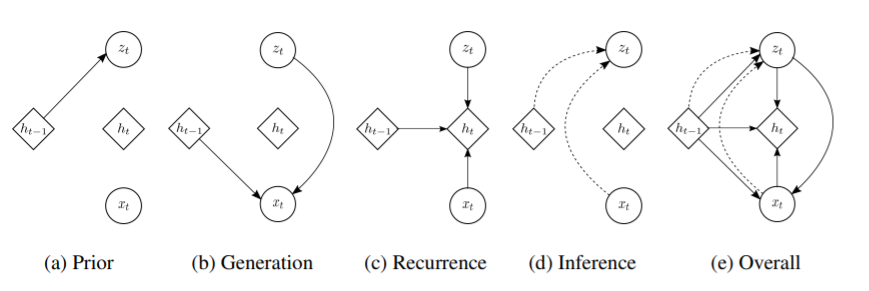 z_t z_t z_t z_t z_t
h_{t−1} h_t h_{t−1} h_t h_{t−1} h_t h_{t−1} h_t h_{t−1} h_t
x_t x_t x_t x_t x_t
(a) Prior (b) Generation (c) Recurrence (d) Inference (e) Overall